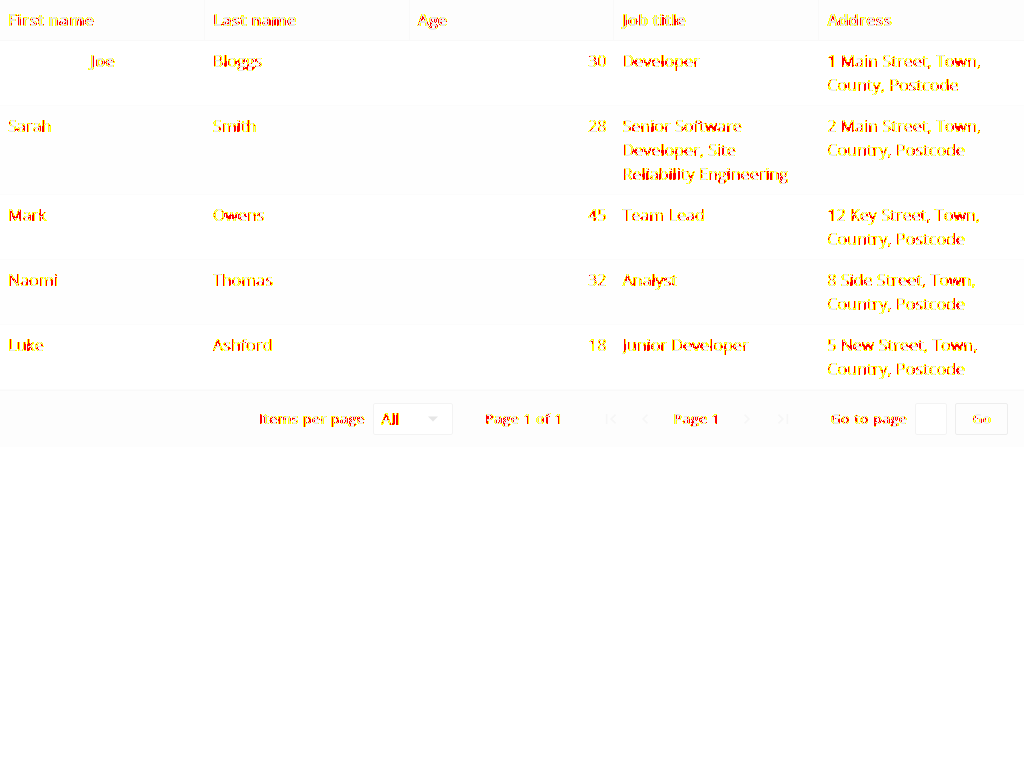 First name Last name Age Job title Address
Joe Bloggs 30 Developer 1 Main Street, Town,
County, Postcode
Sarah Smith 28 Senior Software 2 Main Street, Town,
Developer, Site Country, Postcode
Reliability Engineering
Mark Owens 45 Team Lead 12 Key Street, Town,
Country, Postcode
Naomi Thomas 32 Analyst 8 Side Street, Town,
Country, Postcode
Luke Ashford 18 Junior Developer 5 New Street, Town,
Country, Postcode
Items per page All Page 1 of 1 Page 1 Go to page Go